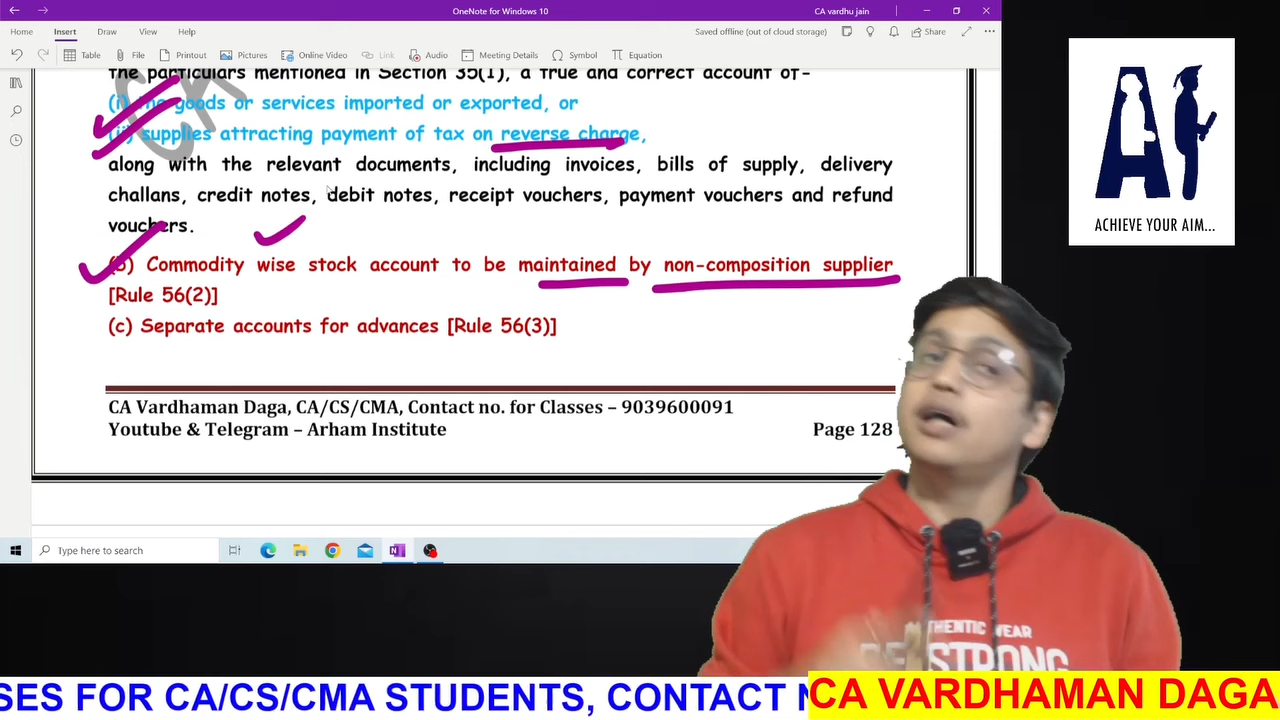 OneNote for Windows 10
CA vardhu jain
Home Insert Draw View Help
Saved offline (out of cloud storage)
Share
Table File Printout Pictures Online Video Link Audio Meeting Details Symbol Equation
the particulars mentioned in Section 35(1), a true and correct account of-
(i) the goods or services imported or exported, or
(ii) supplies attracting payment of tax on reverse charge,
along with the relevant documents, including invoices, bills of supply, delivery
challans, credit notes, debit notes, receipt vouchers, payment vouchers and refund
vouchers.
(b) Commodity wise stock account to be maintained by non-composition supplier
[Rule 56(2)]
(c) Separate accounts for advances [Rule 56(3)]
CA Vardhaman Daga, CA/CS/CMA, Contact no. for Classes – 9039600091
Youtube & Telegram – Arham Institute
Page 128
Type here to search
ACHIEVE YOUR AIM...
STRONG
SES FOR CA/CS/CMA STUDENTS, CONTACT N
CA VARDHAMAN DAGA